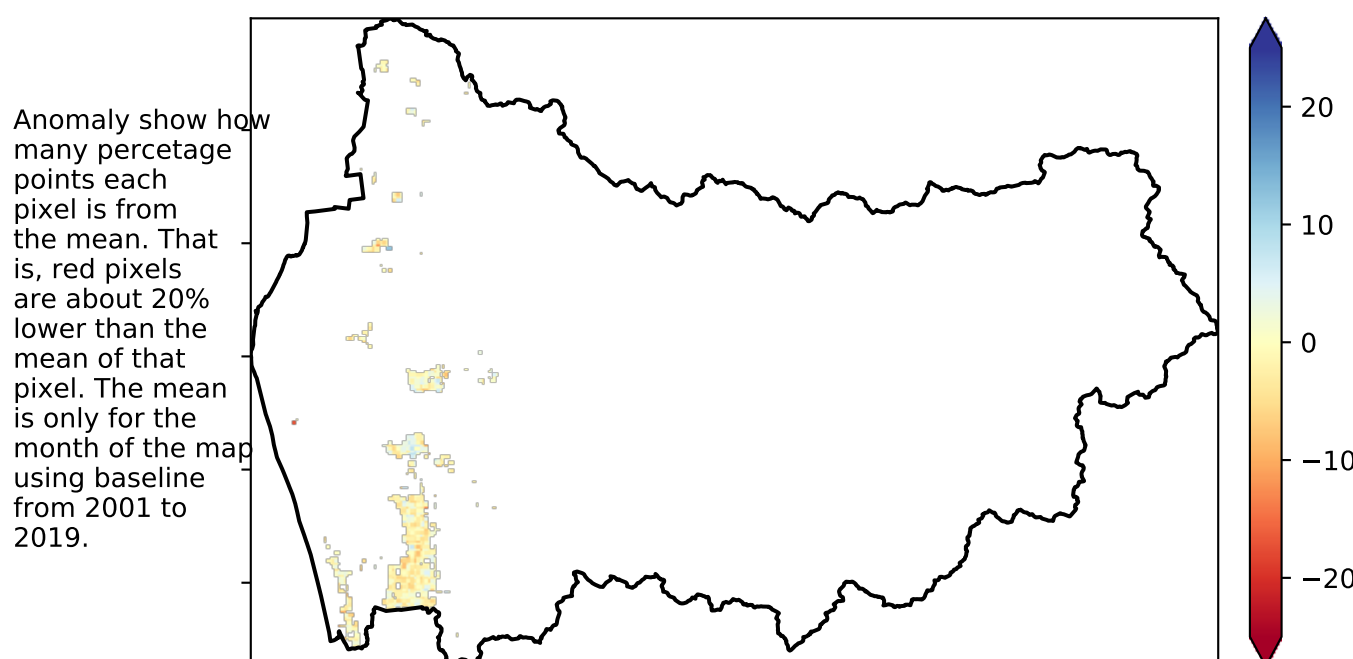 Anomaly show how
many percetage
points each
pixel is from
the mean. That
is, red pixels
are about 20%
lower than the
mean of that
pixel. The mean
is only for the
month of the map
using baseline
from 2001 to
2019.
20
10
0
−10
−20